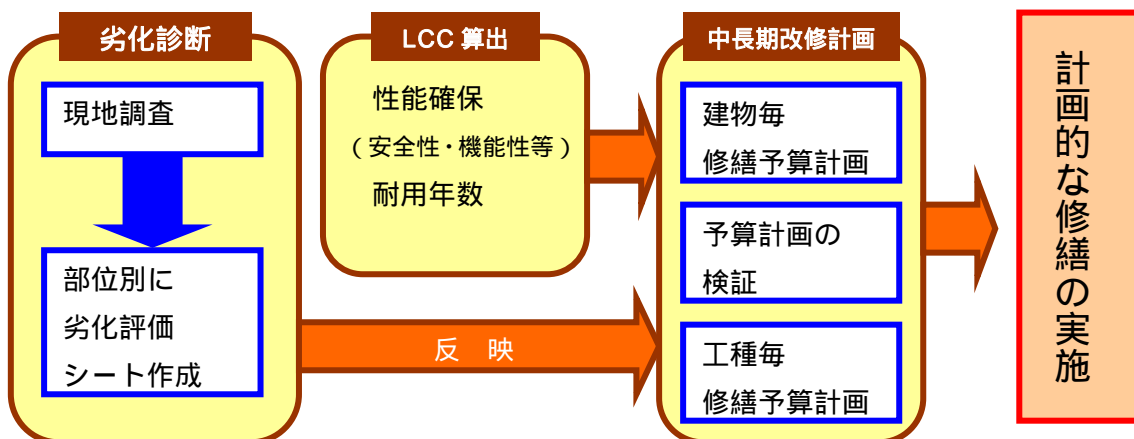 劣化診断
現地調査
部位別に
劣化評価
シート作成
LCC 算出
性能確保
（安全性・機能性等）
耐用年数
反 映
中長期改修計画
建物毎
修繕予算計画
予算計画の
検証
工種毎
修繕予算計画
計画的な修繕の実施